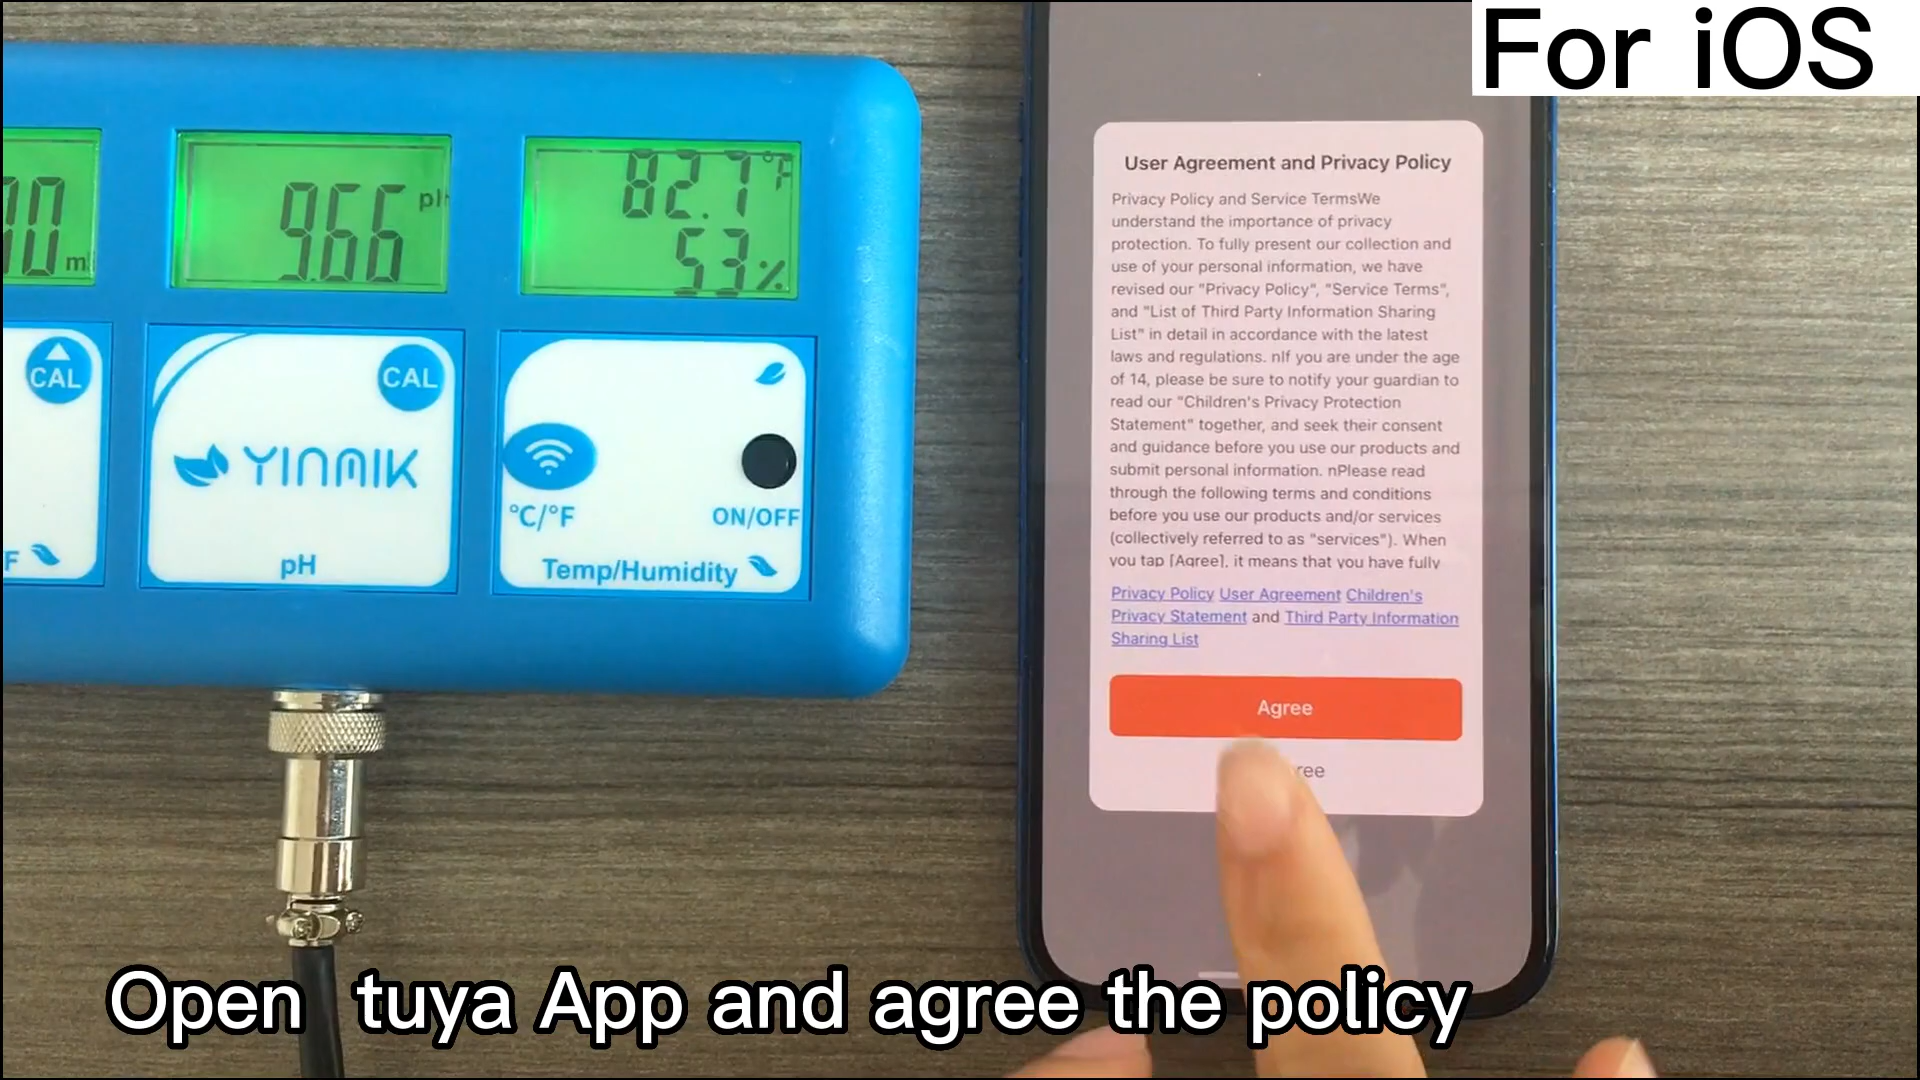 For iOS
00 m
9.66 pH
82.7 °F
53 %
CAL
CAL
YINMIK
pH
°C/°F
ON/OFF
Temp/Humidity
F
User Agreement and Privacy Policy
Privacy Policy and Service TermsWe
understand the importance of privacy
protection. To fully present our collection and
use of your personal information, we have
revised our "Privacy Policy", "Service Terms",
and "List of Third Party Information Sharing
List" in detail in accordance with the latest
laws and regulations. nIf you are under the age
of 14, please be sure to notify your guardian to
read our "Children's Privacy Protection
Statement" together, and seek their consent
and guidance before you use our products and
submit personal information. nPlease read
through the following terms and conditions
before you use our products and/or services
(collectively referred to as "services"). When
you tap [Agree], it means that you have fully
Privacy Policy User Agreement Children's
Privacy Statement and Third Party Information
Sharing List
Agree
ree
Open tuya App and agree the policy